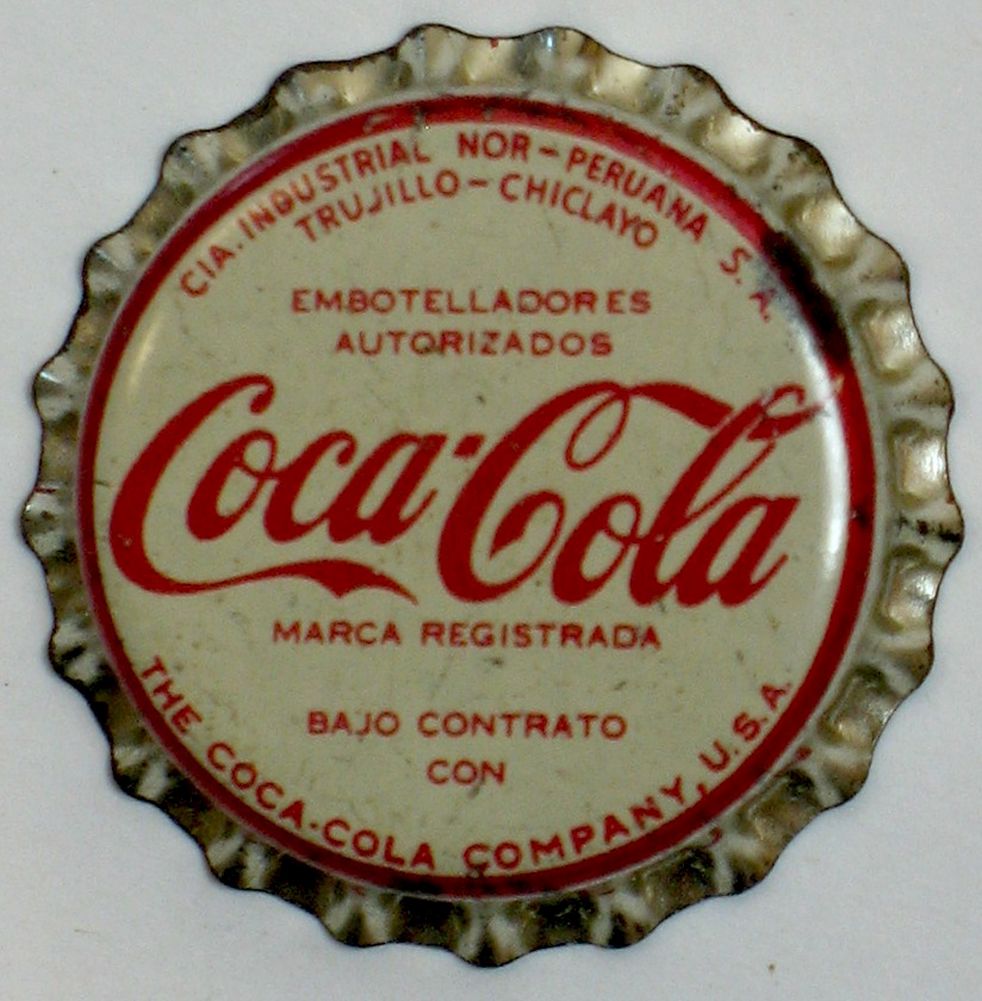 CIA. INDUSTRIAL NOR-PERUANA S. A.
TRUJILLO-CHICLAYO
EMBOTELLADORES
AUTORIZADOS
Coca-Cola
MARCA REGISTRADA
BAJO CONTRATO
CON
THE COCA-COLA COMPANY, U.S.A.